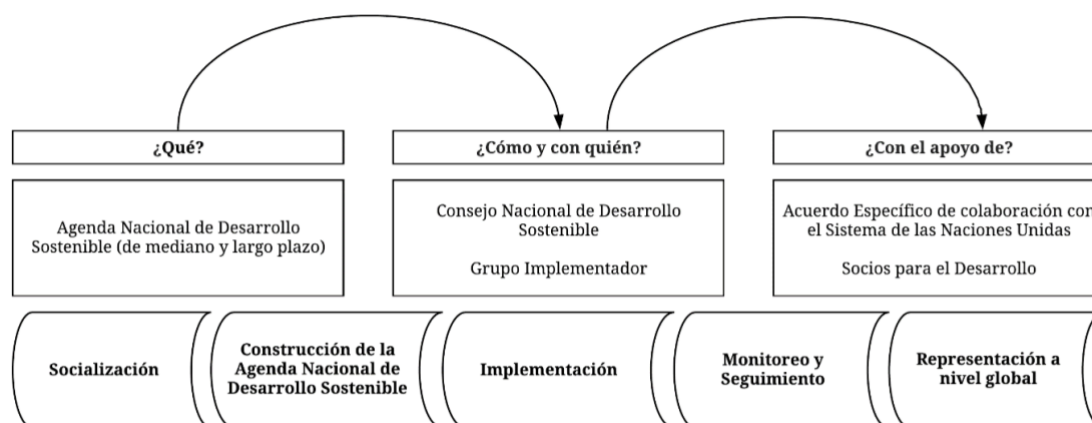 ¿Qué?
¿Cómo y con quién?
¿Con el apoyo de?
Agenda Nacional de Desarrollo
Sostenible (de mediano y largo plazo)
Consejo Nacional de Desarrollo
Sostenible
Grupo Implementador
Acuerdo Específico de colaboración con
el Sistema de las Naciones Unidas
Socios para el Desarrollo
Socialización
Construcción de la
Agenda Nacional de
Desarrollo Sostenible
Implementación
Monitoreo y
Seguimiento
Representación a
nivel global